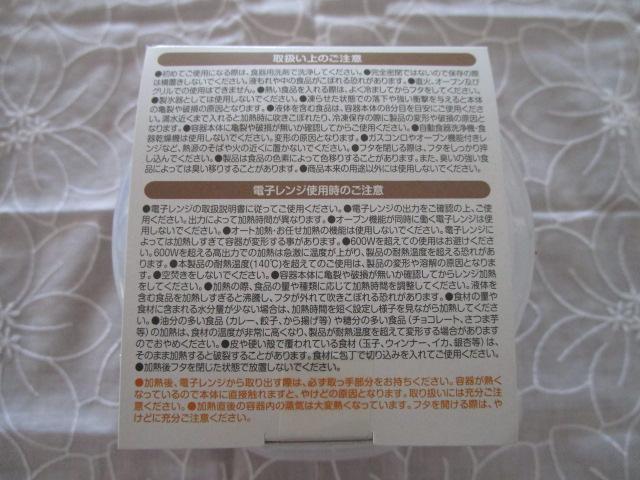 取扱い上のご注意
●初めてご使用になる際は、食器用洗剤で洗浄してください。●完全密閉ではないので保存の際
は横置きしないでください。液もれや中の食品がこぼれる恐れがあります。●直火、オーブン及び
グリルでの使用はできません。●熱い食品を入れる際は、よく冷ましてからフタをしてください。
●製氷器としては使用しないでください。●凍らせた状態での落下や強い衝撃を与えると本体
の亀裂や破損の原因となります。●液体を含む食品は、容器本体の8分目を目安にご使用くださ
い。満水近くまで入れると加熱時に吹きこぼれたり、冷凍保存の際に製品の変形や破損の原因と
なります。●容器本体に亀裂や破損が無いか確認してからご使用ください。●自動食器洗浄機・食
器乾燥機は使用しないでください。変形の原因となります。●ガスコンロやオーブン機能付きレ
ンジなど、熱源のそばや火の近くに置かないでください。●フタを閉じる際は、フタをしっかり押
し込んでください。●製品は食品の色素によって色移りすることがあります。また、臭いの強い食
品によっては臭い移りすることがあります。●商品本来の用途以外には使用しないでください。
電子レンジ使用時のご注意
●電子レンジの取扱説明書に従ってご使用ください。●電子レンジの出力をご確認の上、ご使
用ください。出力によって加熱時間が異なります。●オーブン機能が同時に働く電子レンジは使用
しないでください。●オート加熱・お任せ加熱の機能は使用しないでください。電子レンジに
よっては加熱しすぎて容器が変形する事があります。●600Wを超えての使用はお避けください。
600Wを超える高出力での加熱は急激に温度が上がり、製品の耐熱温度を超える恐れがあ
ります。●本製品の耐熱温度(140℃)を超えてのご使用は、製品の変形や溶解の原因となりま
す。●空焚きをしないでください。●容器本体に亀裂や破損が無いか確認してからレンジ加熱
をしてください。●加熱の際、食品の量や種類に応じて加熱時間を調整してください。液体を
含む食品を加熱しすぎると沸騰し、フタが外れて吹きこぼれる恐れがあります。●食材の量や
食材に含まれる水分量が少ない場合は、加熱時間を短く設定し様子を見ながら加熱してくださ
い。●油分の多い食品(カレー、餃子、から揚げ等)や糖分の多い食品(チョコレート、さつま芋
等)の加熱は、食材の温度が非常に高くなり、製品が耐熱温度を超えて変形する場合があります
のでおやめください。●皮や硬い殻で覆われている食材(玉子、ウィンナー、イカ、銀杏等)は、
そのまま加熱すると破裂することがあります。食材に包丁で切り込みを入れてご使用ください。
●加熱後フタを閉じた状態で放置しないでください。
●加熱後、電子レンジから取り出す際は、必ず取っ手部分をお持ちください。容器が熱く
なっているので本体に直接触れますと、やけどの原因となります。取り扱いには充分ご注
意ください。●加熱直後の容器内の蒸気は大変熱くなっています。フタを開ける際は、や
けどに充分ご注意ください。